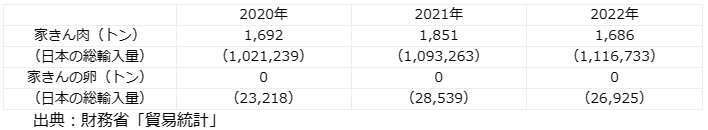 2020年 2021年 2022年
家きん肉（トン） 1,692 1,851 1,686
（日本の総輸入量） （1,021,239） （1,093,263） （1,116,733）
家きんの卵（トン） 0 0 0
（日本の総輸入量） （23,218） （28,539） （26,925）
出典：財務省「貿易統計」